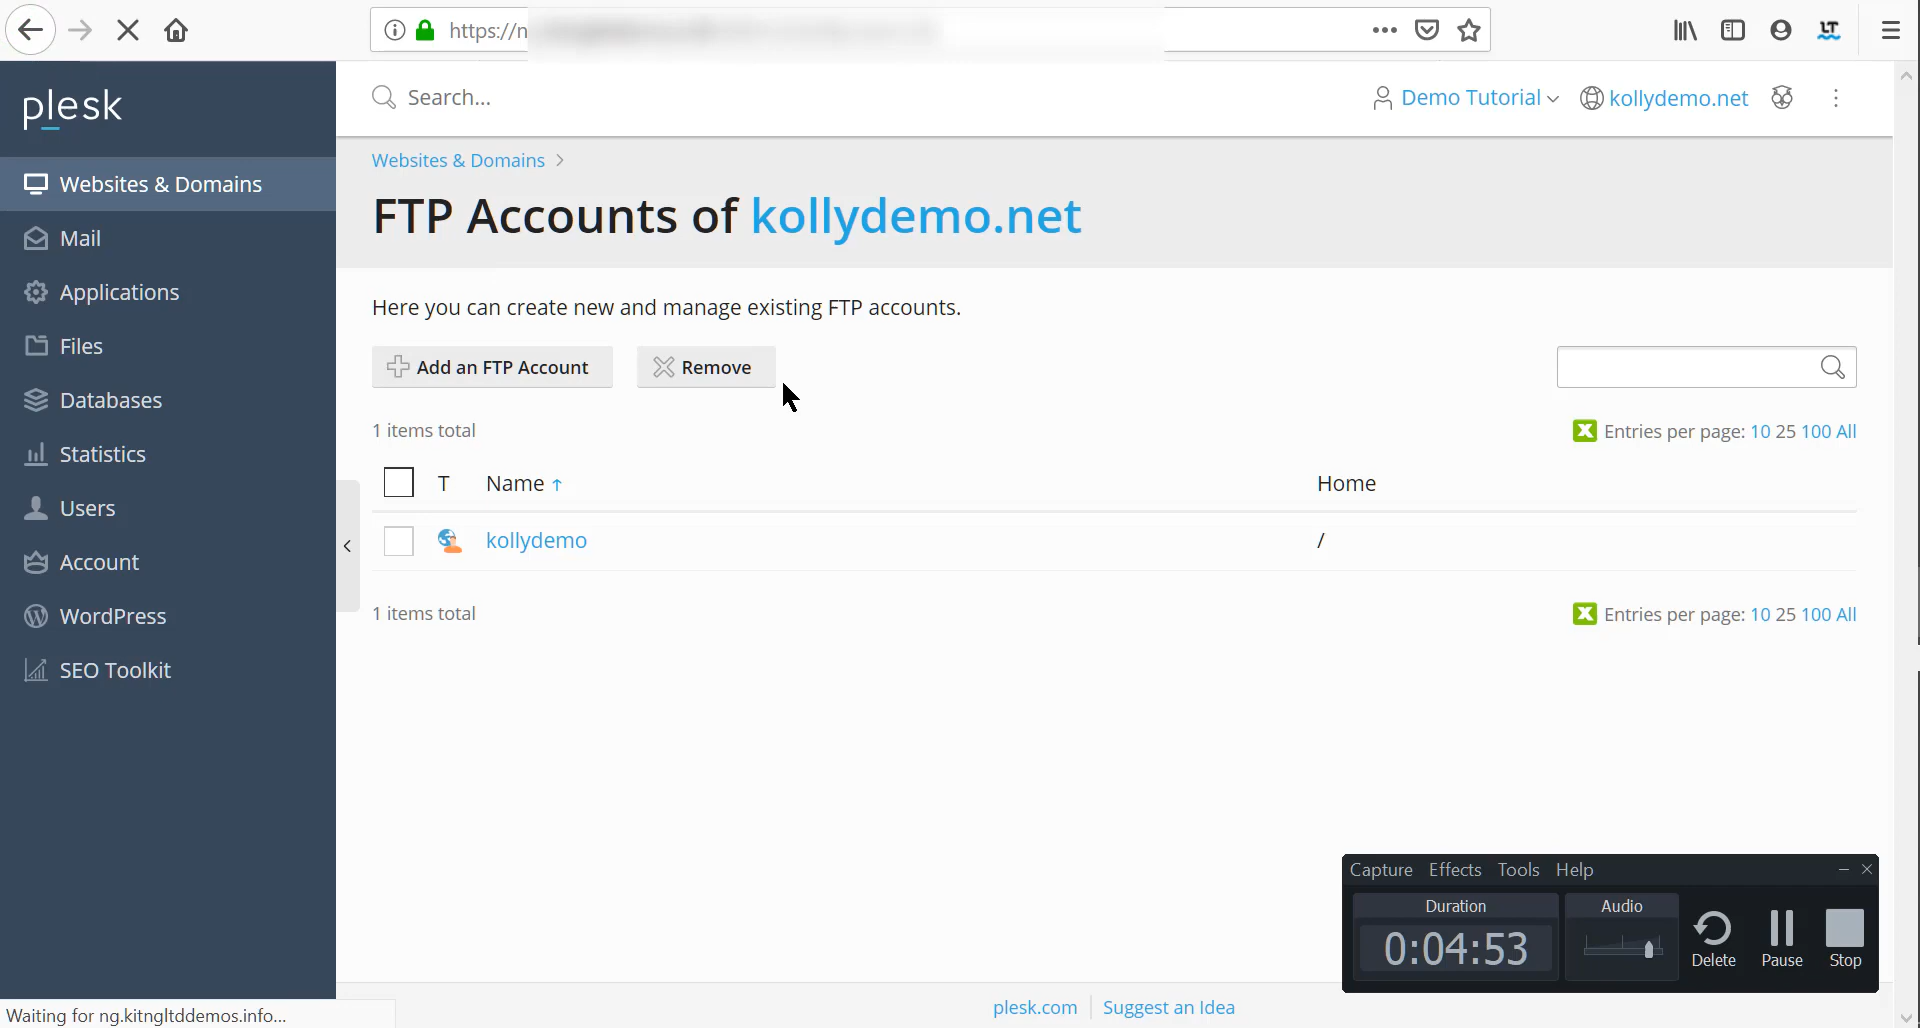 https://n
plesk
Search...
Demo Tutorial
kollydemo.net
Websites & Domains
Mail
Applications
Files
Databases
Statistics
Users
Account
WordPress
SEO Toolkit
Websites & Domains >
FTP Accounts of kollydemo.net
Here you can create new and manage existing FTP accounts.
Add an FTP Account
Remove
1 items total
Entries per page: 10 25 100 All
T Name ↑ Home
kollydemo /
1 items total
Entries per page: 10 25 100 All
Capture Effects Tools Help
Duration Audio
0:04:53
Delete Pause Stop
plesk.com Suggest an Idea
Waiting for ng.kitngltddemos.info...
LT